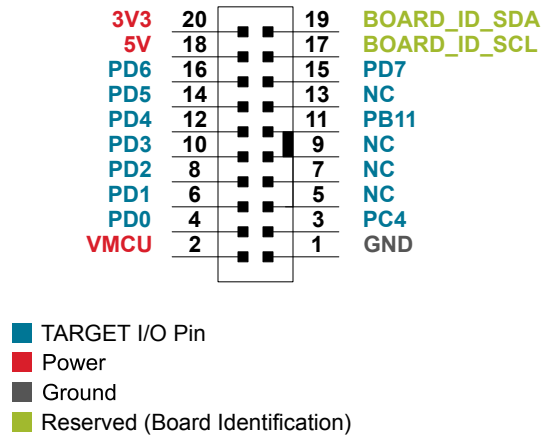 3V3 20 19 BOARD_ID_SDA
5V 18 17 BOARD_ID_SCL
PD6 16 15 PD7
PD5 14 13 NC
PD4 12 11 PB11
PD3 10 9 NC
PD2 8 7 NC
PD1 6 5 NC
PD0 4 3 PC4
VMCU 2 1 GND
TARGET I/O Pin
Power
Ground
Reserved (Board Identification)